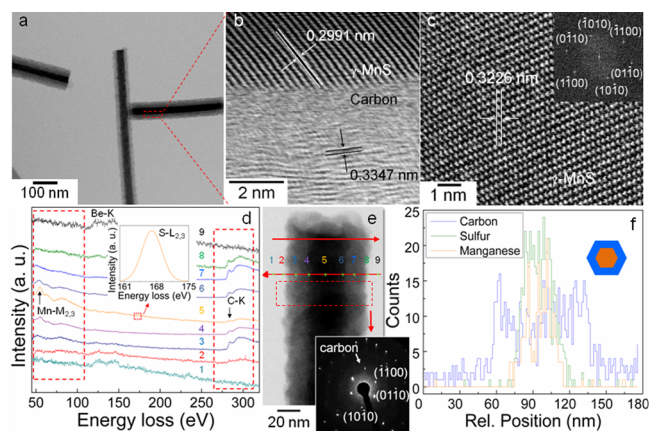 a
100 nm
b
0.2991 nm
γ-MnS
Carbon
0.3347 nm
2 nm
c
(1̄010)
(01̄10)
(1̄100)
0.3226 nm
(11̄00)
(011̄0)
(101̄0)
γ-MnS
1 nm
d
Be-K
S-L2,3
Intensity (a. u.)
161 168 175
Energy loss (eV)
Mn-M2,3
C-K
9
8
7
6
5
4
3
2
1
Intensity (a. u.)
50 100 150 200 250 300
Energy loss (eV)
e
1 2 3 4 5 6 7 8 9
carbon
(1̄100)
(01̄10)
(1̄010)
20 nm
f
Carbon
Sulfur
Manganese
Counts
25
20
15
10
5
0
0 30 60 90 120 150 180
Rel. Position (nm)